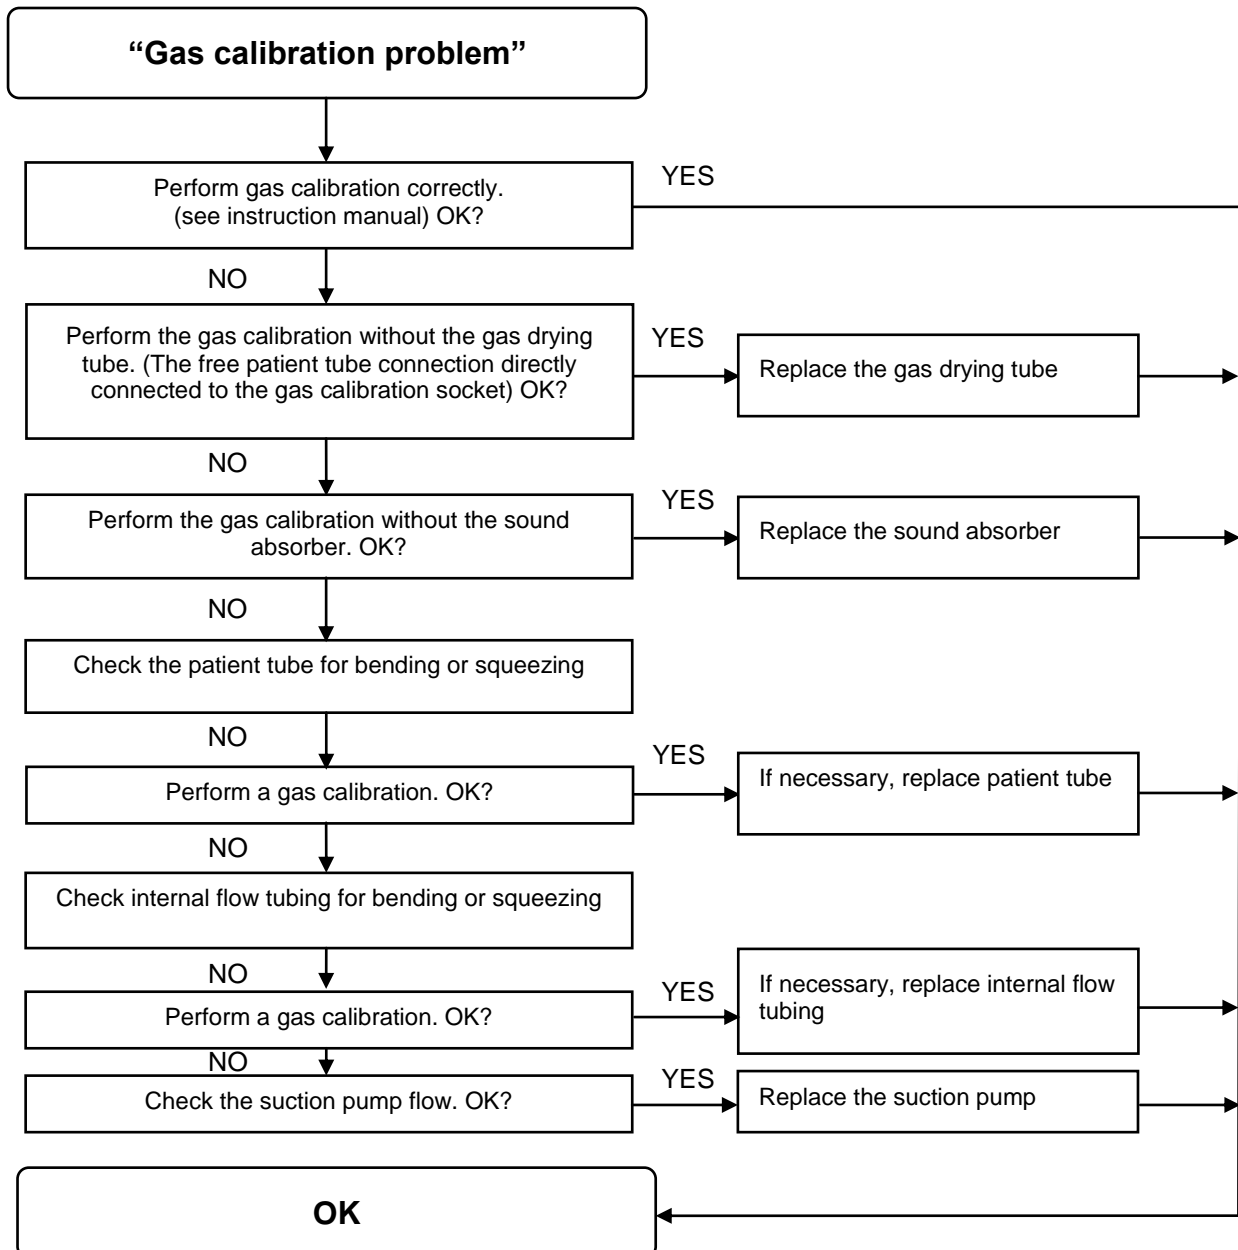 “Gas calibration problem”
Perform gas calibration correctly.
(see instruction manual) OK?
YES
NO
Perform the gas calibration without the gas drying
tube. (The free patient tube connection directly
connected to the gas calibration socket) OK?
YES
Replace the gas drying tube
NO
Perform the gas calibration without the sound
absorber. OK?
YES
Replace the sound absorber
NO
Check the patient tube for bending or squeezing
NO
Perform a gas calibration. OK?
YES
If necessary, replace patient tube
NO
Check internal flow tubing for bending or squeezing
NO
Perform a gas calibration. OK?
YES
If necessary, replace internal flow
tubing
NO
Check the suction pump flow. OK?
YES
Replace the suction pump
OK